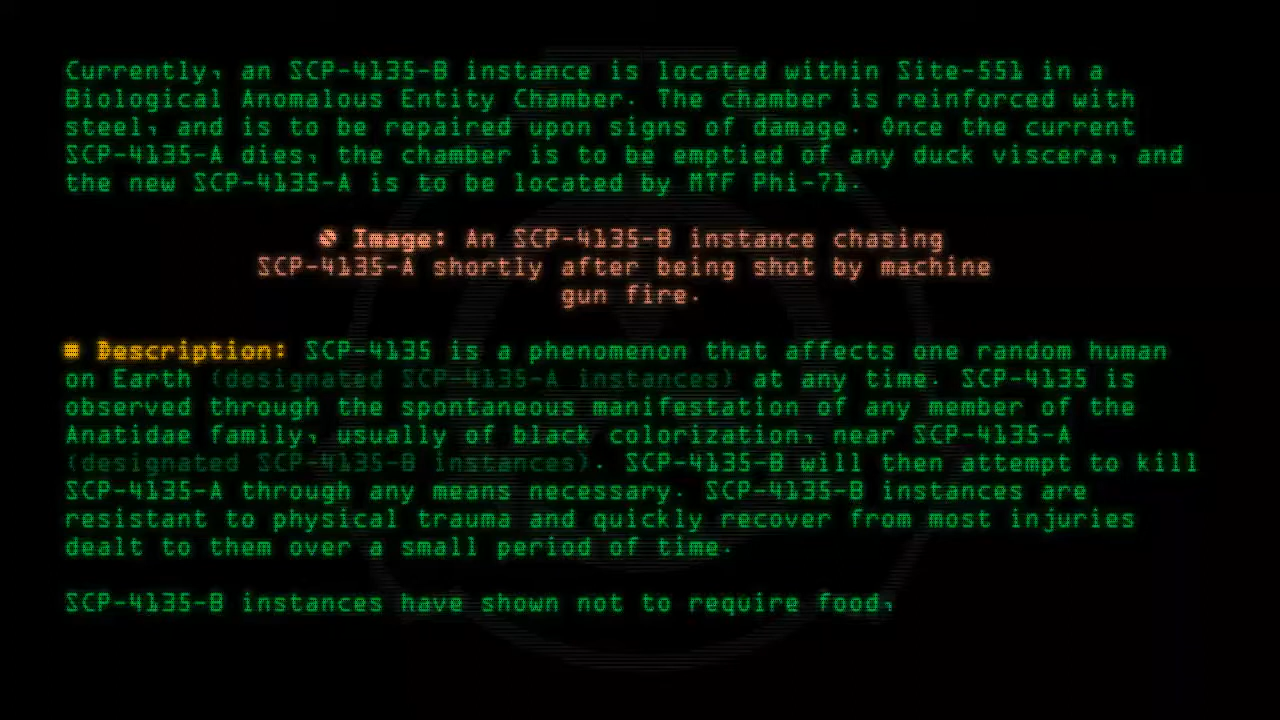 Currently, an SCP-4135-B instance is located within Site-551 in a
Biological Anomalous Entity Chamber. The chamber is reinforced with
steel, and is to be repaired upon signs of damage. Once the current
SCP-4135-A dies, the chamber is to be emptied of any duck viscera, and
the new SCP-4135-A is to be located by MTF Phi-71.
Image: An SCP-4135-B instance chasing
SCP-4135-A shortly after being shot by machine
gun fire.
■ Description: SCP-4135 is a phenomenon that affects one random human
on Earth (designated SCP-4135-A instances) at any time. SCP-4135 is
observed through the spontaneous manifestation of any member of the
Anatidae family, usually of black colorization, near SCP-4135-A
(designated SCP-4135-B instances). SCP-4135-B will then attempt to kill
SCP-4135-A through any means necessary. SCP-4135-B instances are
resistant to physical trauma and quickly recover from most injuries
dealt to them over a small period of time.
SCP-4135-B instances have shown not to require food,